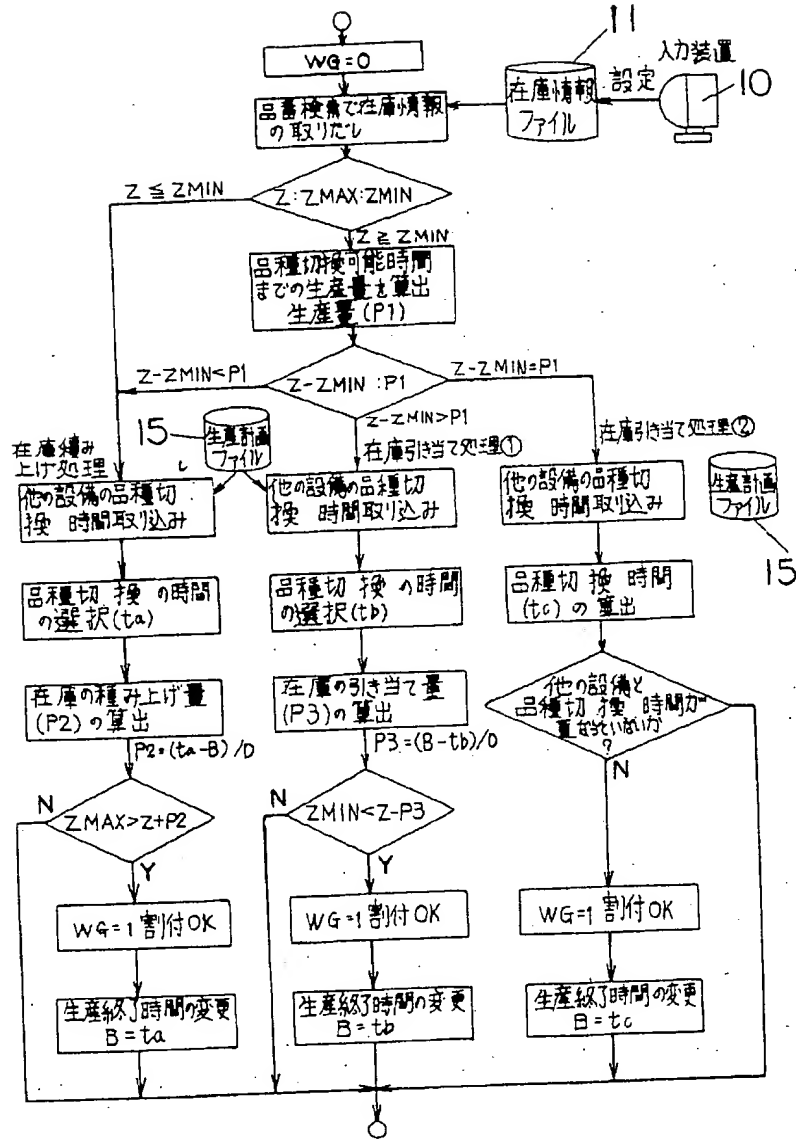 WG=0
11
入力装置
設定
10
在庫情報
ファイル
品番検索で在庫情報
の取りだし
Z≦ZMIN
Z:ZMAX:ZMIN
Z≧ZMIN
品種切換可能時間
までの生産量を算出
生産量(P1)
Z-ZMIN<P1
Z-ZMIN:P1
Z-ZMIN=P1
Z-ZMIN>P1
在庫積み
上げ処理
15
生産計画
ファイル
在庫引き当て処理①
在庫引き当て処理②
他の設備の品種切
換 時間取り込み
他の設備の品種切
換 時間取り込み
他の設備の品種切
換 時間取り込み
生産計画
ファイル
15
品種切 換 の時間
の選択(ta)
品種切 換 の時間
の選択(tb)
品種切 換 時間
(tc)の算出
在庫の積み上げ量
(P2)の算出
在庫の引き当て量
(P3)の算出
他の設備と
品種切 換 時間が
重なっていないか
?
P2=(ta-B)/D
P3=(B-tb)/D
N
ZMAX>Z+P2
Y
N
ZMIN<Z-P3
Y
N
WG=1 割付OK
WG=1 割付OK
WG=1 割付OK
生産終了時間の変更
B=ta
生産終了時間の変更
B=tb
生産終了時間の変更
B=tc